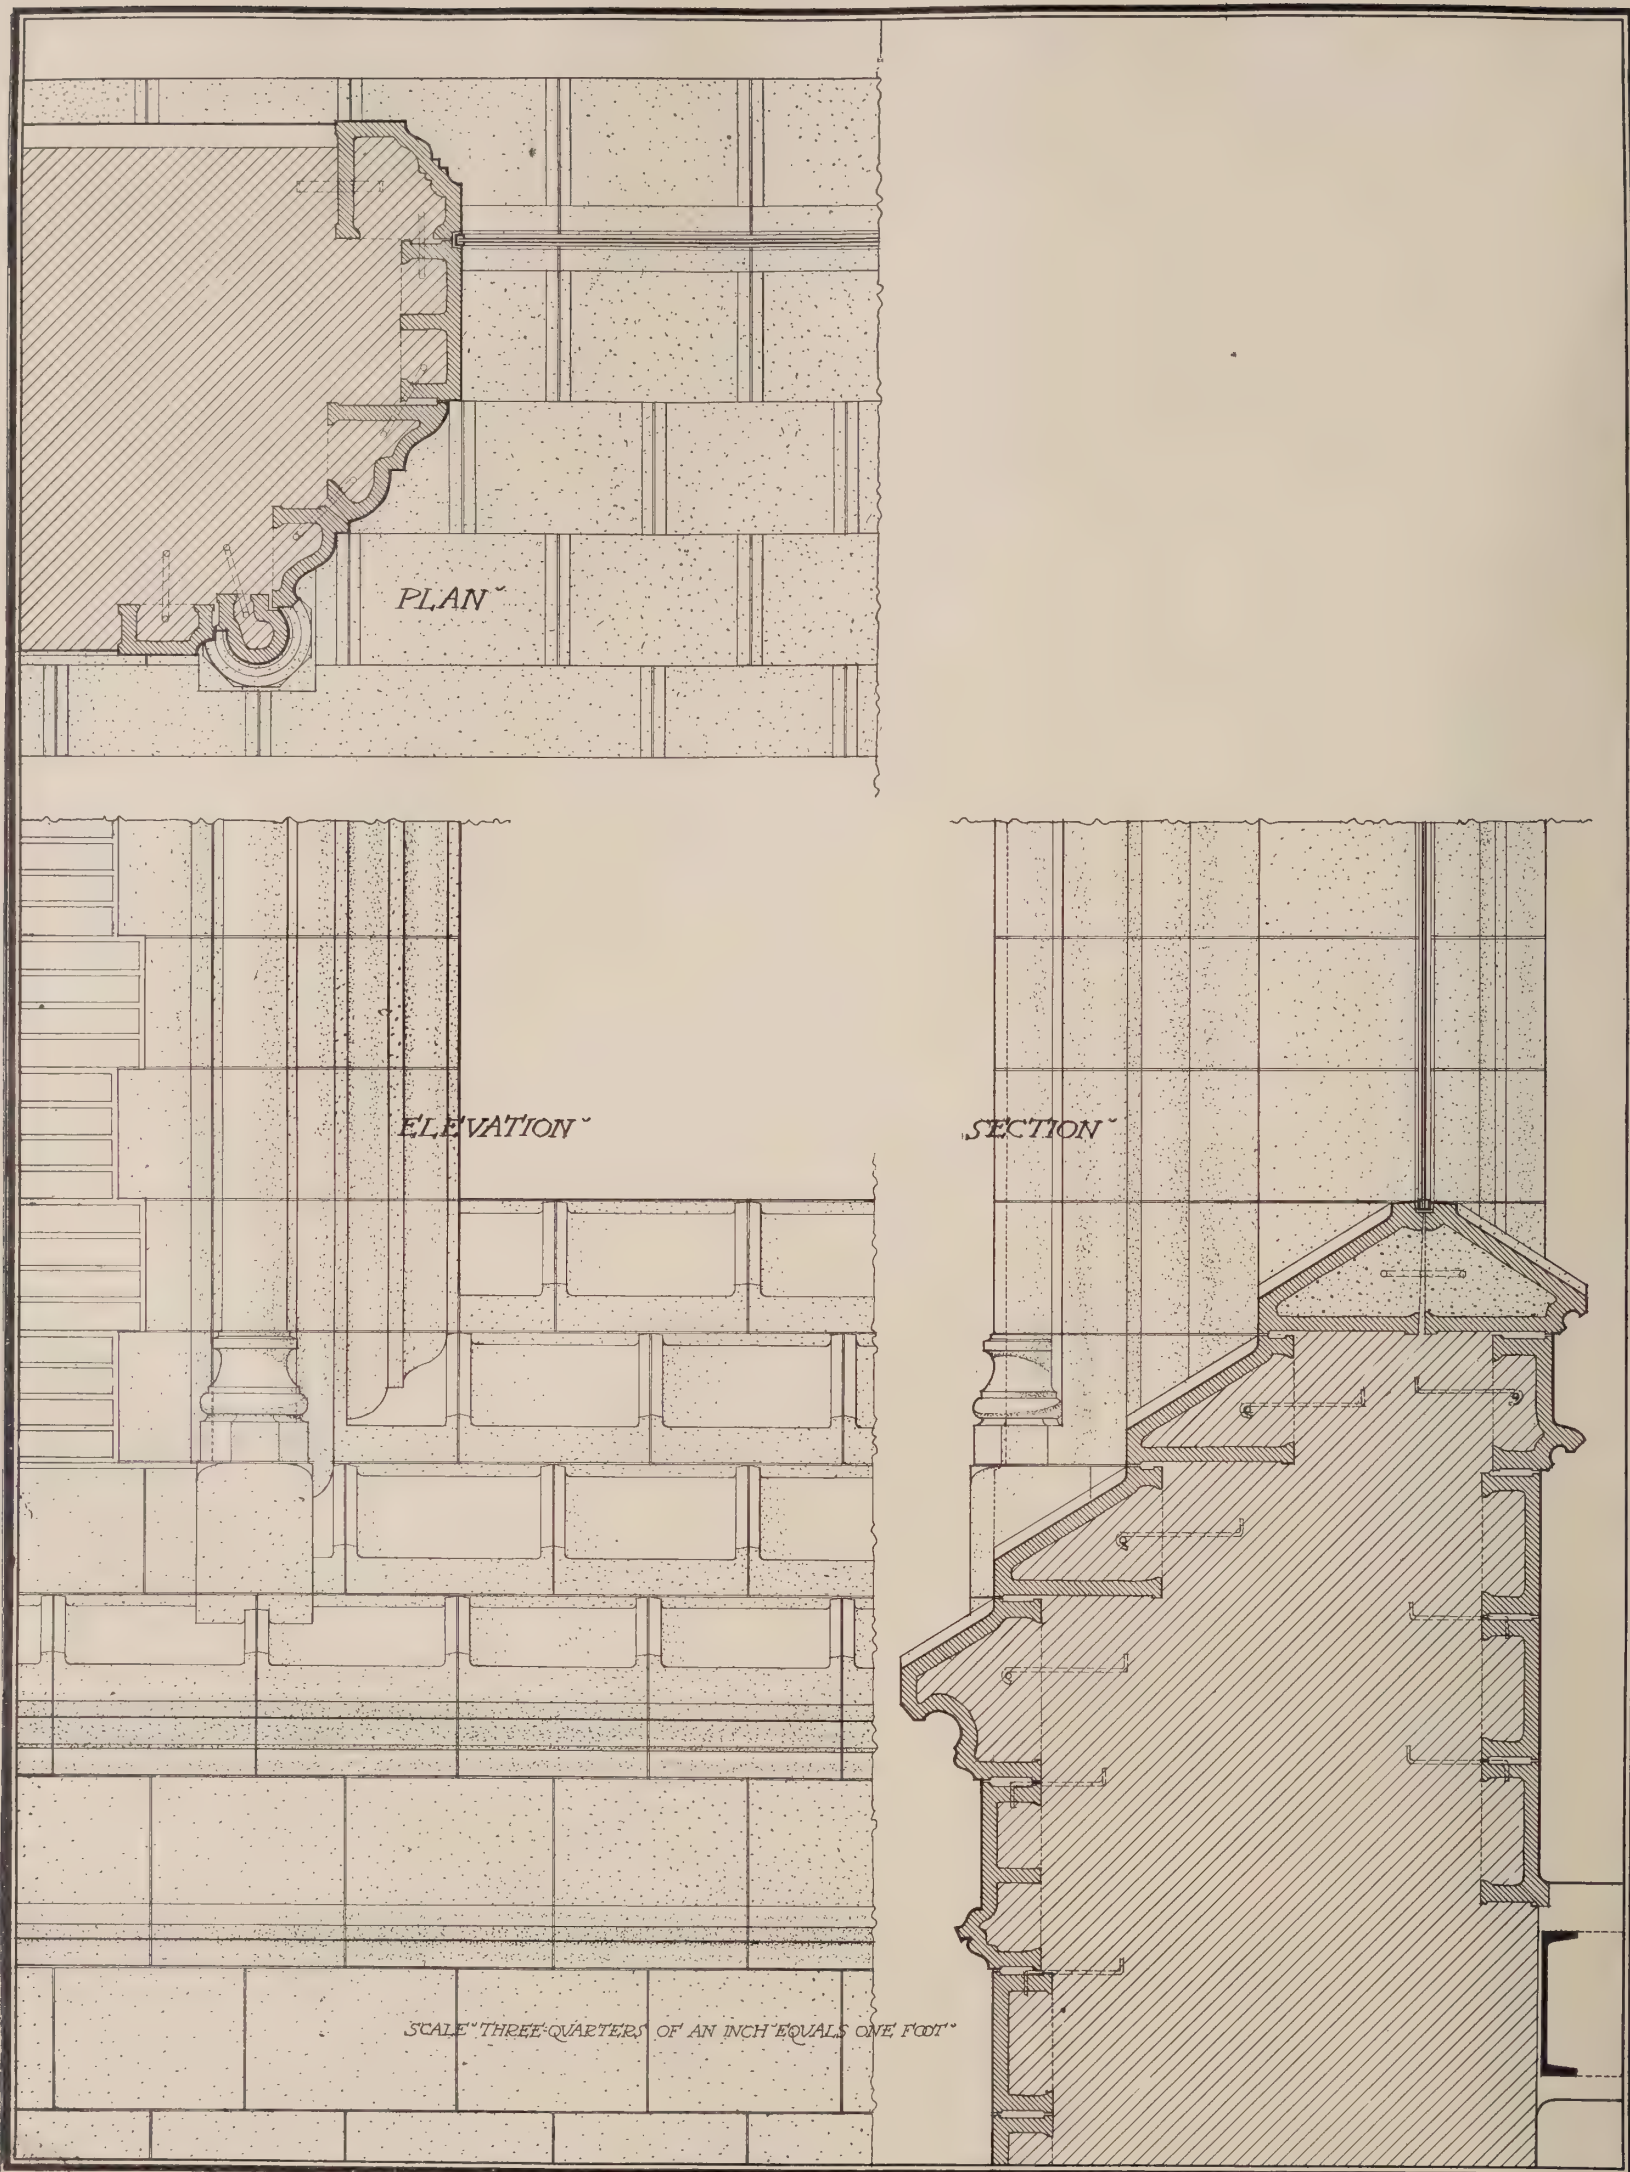 PLAN
ELEVATION
SECTION
SCALE THREE-QUARTERS OF AN INCH EQUALS ONE FOOT